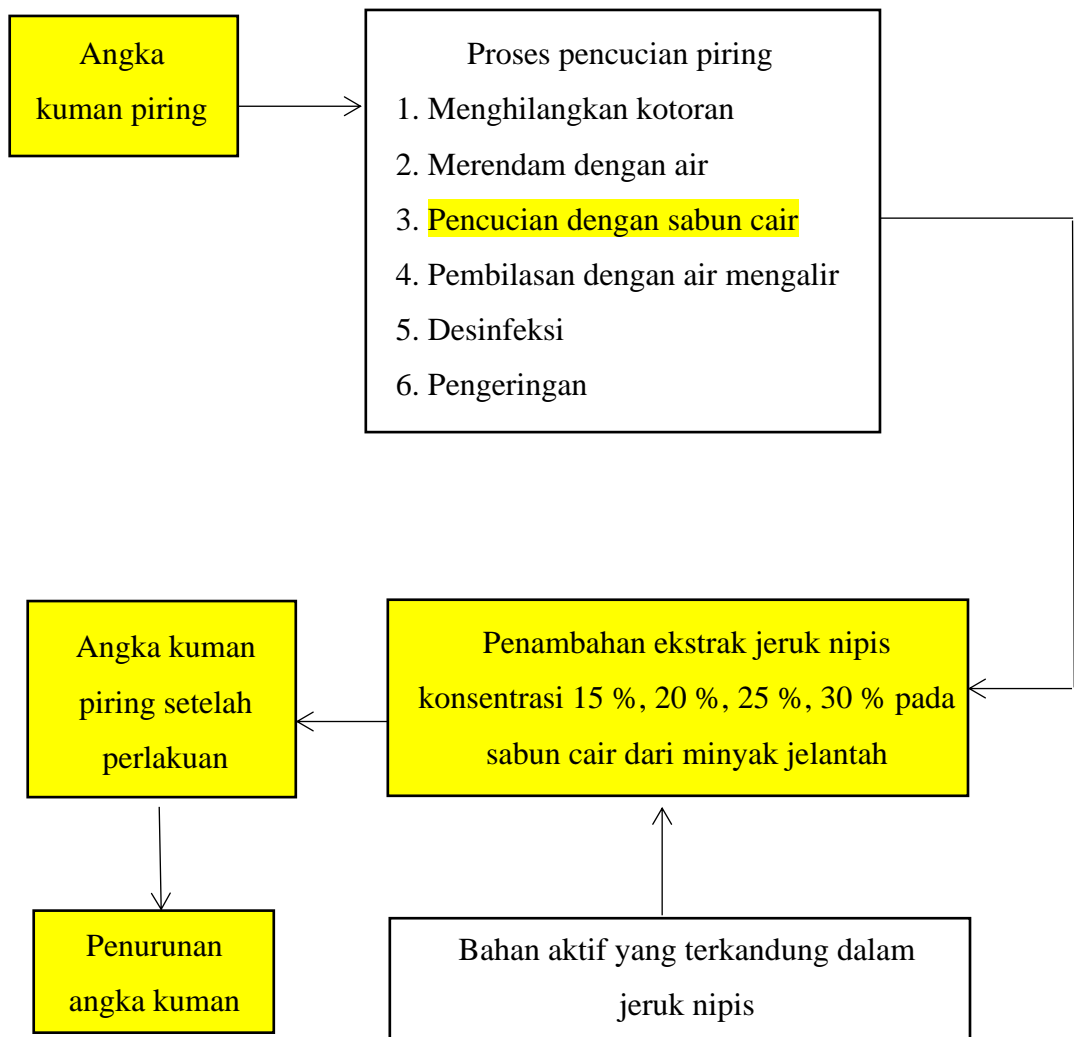 Angka
kuman piring
Proses pencucian piring
1. Menghilangkan kotoran
2. Merendam dengan air
3. Pencucian dengan sabun cair
4. Pembilasan dengan air mengalir
5. Desinfeksi
6. Pengeringan
Angka kuman
piring setelah
perlakuan
Penambahan ekstrak jeruk nipis
konsentrasi 15 %, 20 %, 25 %, 30 % pada
sabun cair dari minyak jelantah
Penurunan
angka kuman
Bahan aktif yang terkandung dalam
jeruk nipis